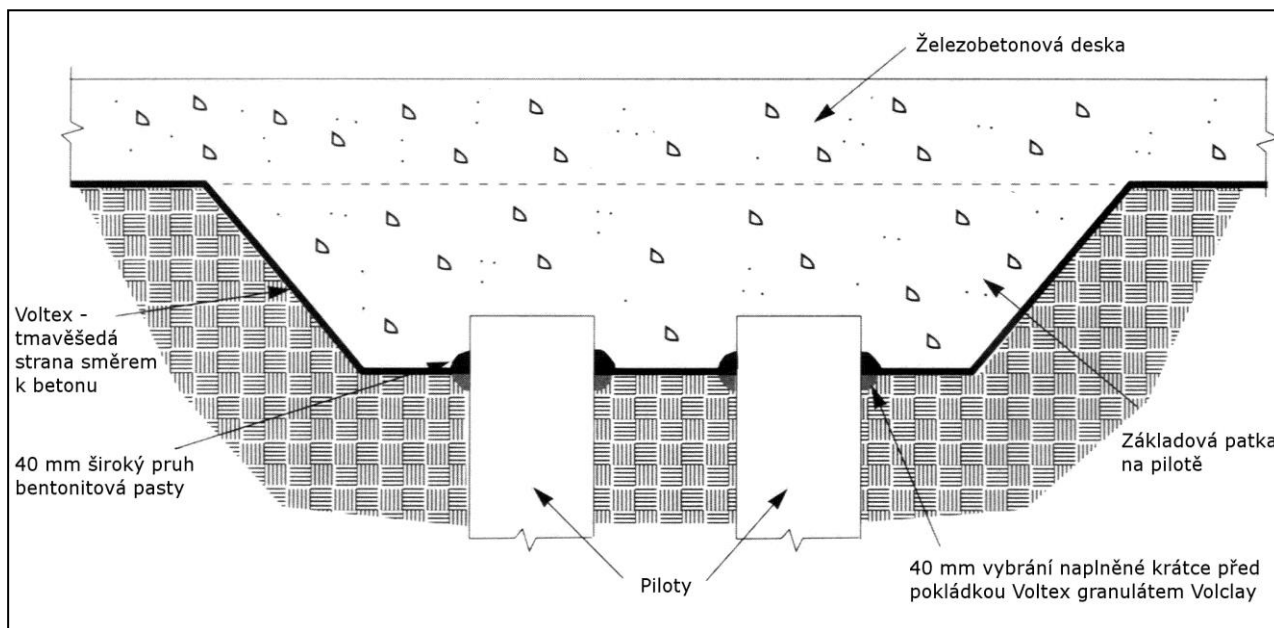 Železobetonová deska
Voltex -
tmavěšedá
strana směrem
k betonu
40 mm široký pruh
bentonitová pasty
Základová patka
na pilotě
Piloty
40 mm vybrání naplněné krátce před
pokládkou Voltex granulátem Volclay